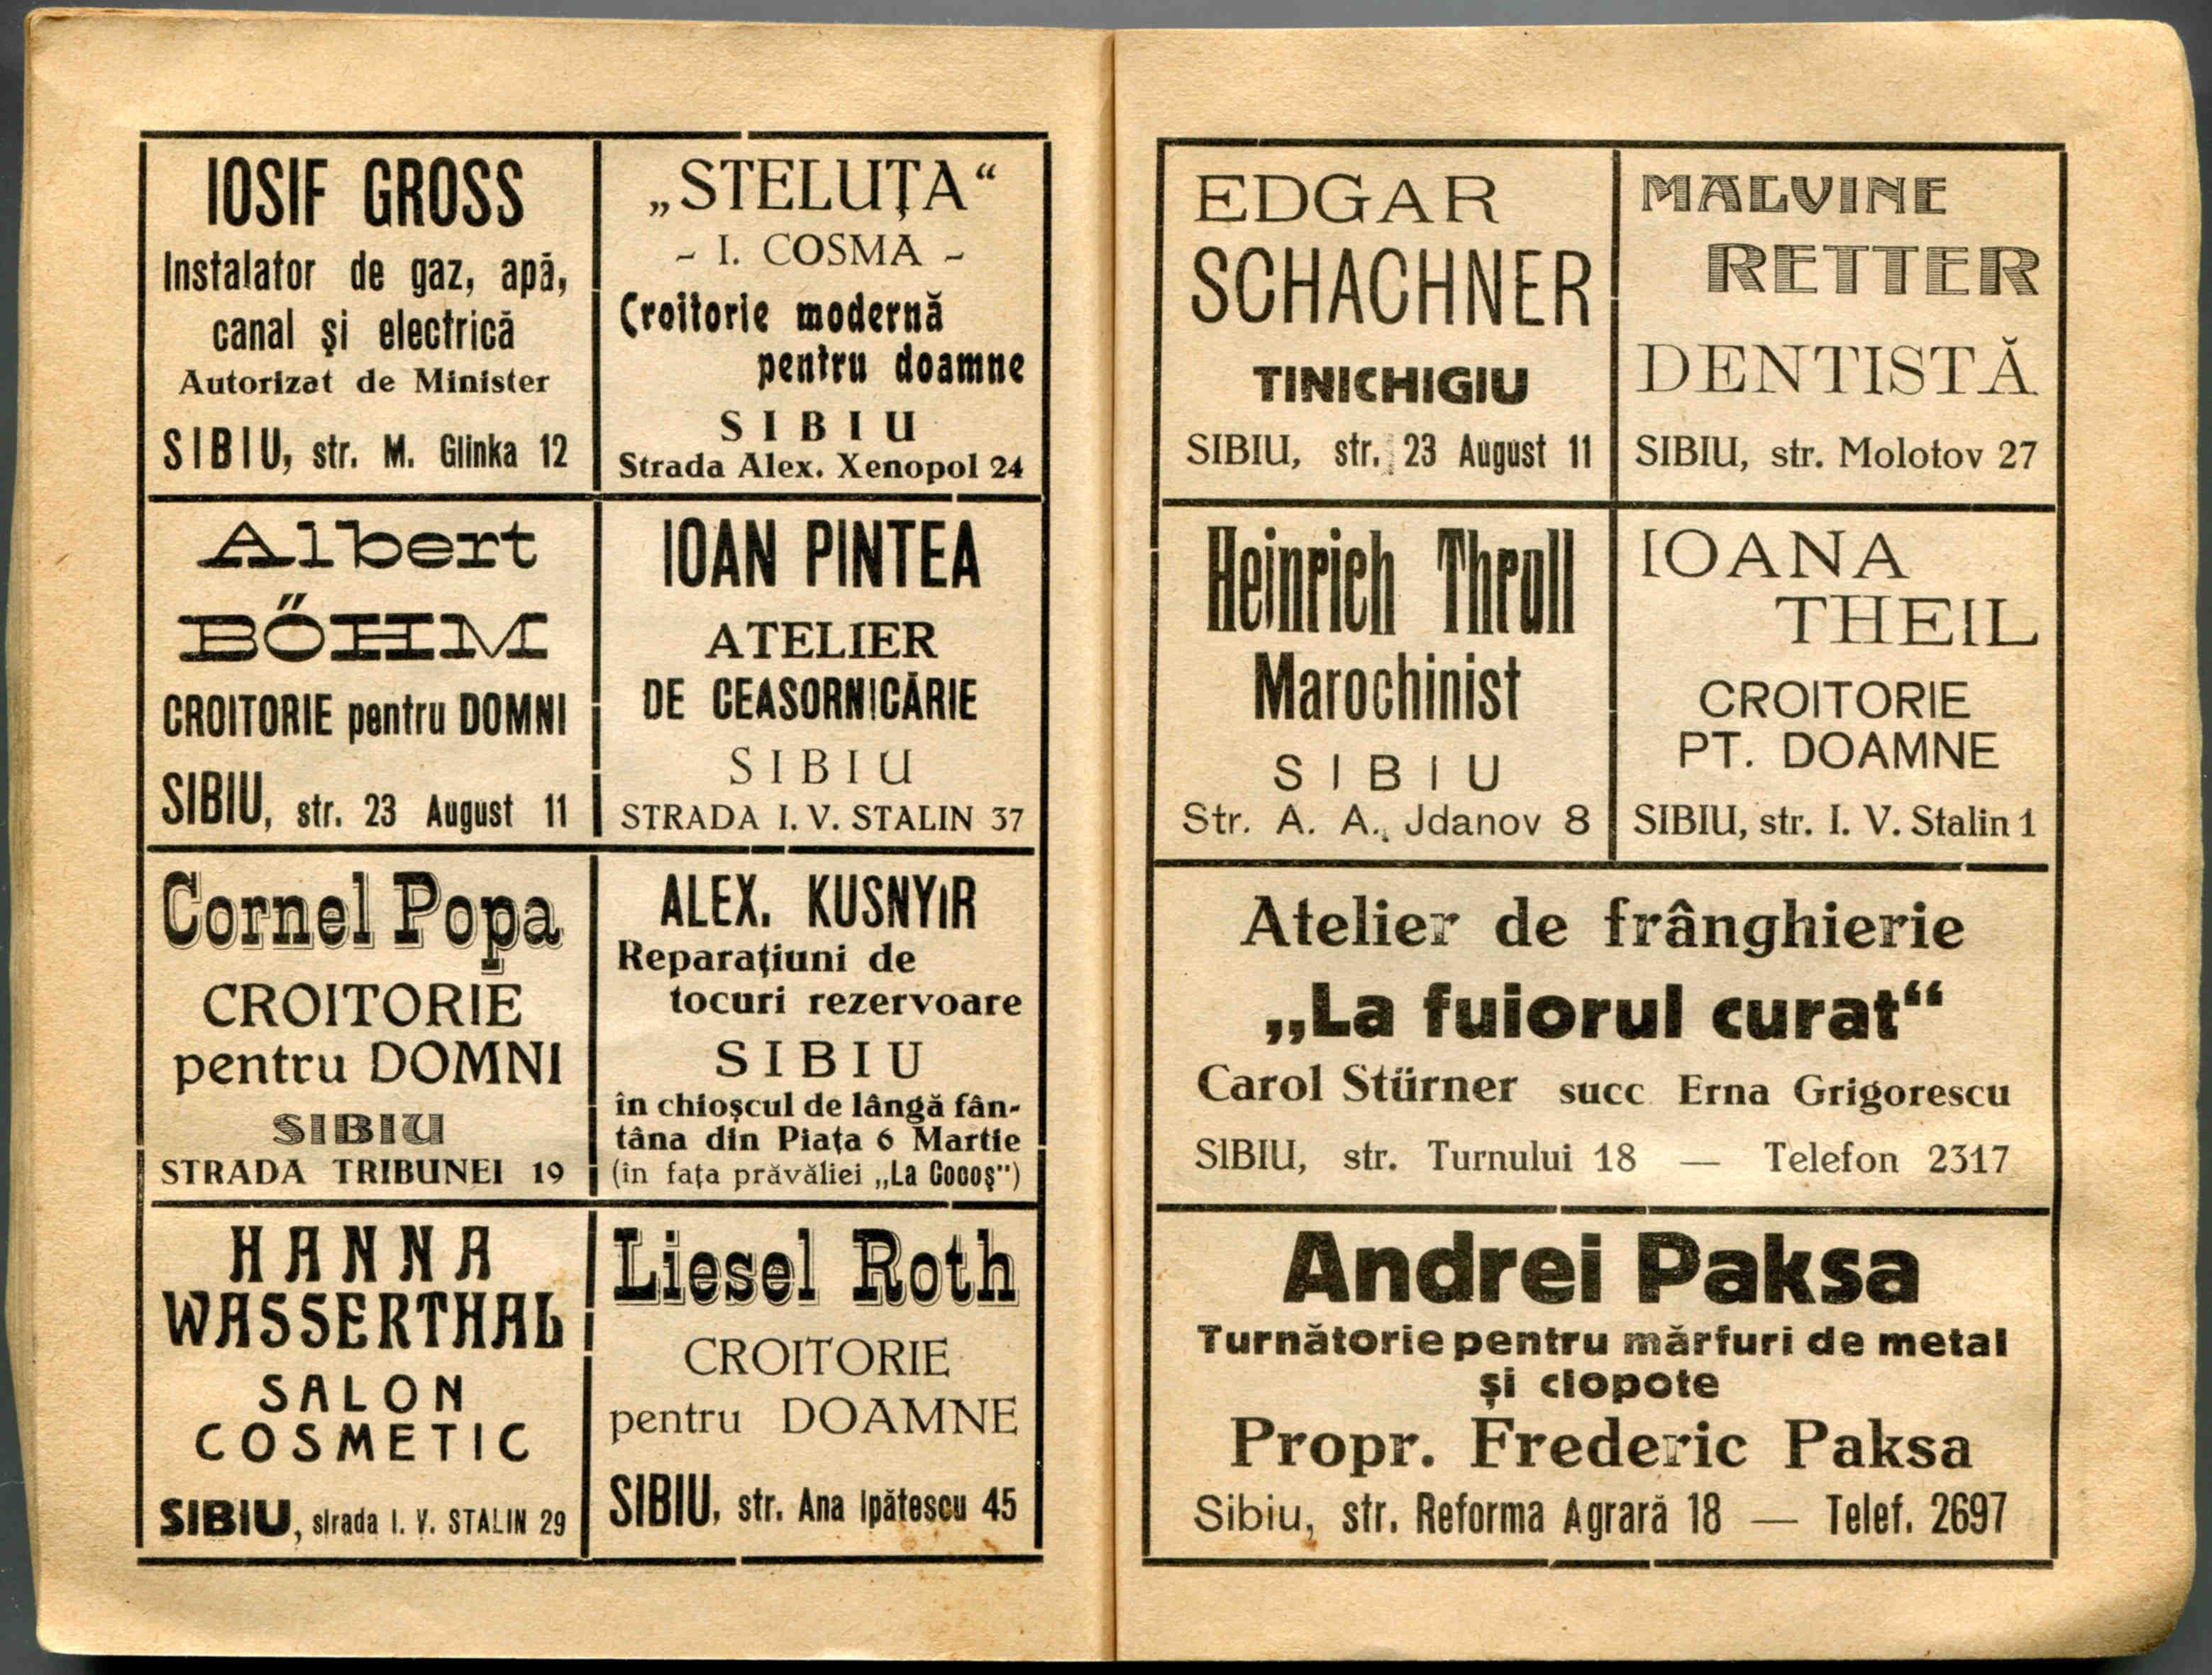 IOSIF GROSS
Instalator de gaz, apă,
canal şi electrică
Autorizat de Minister
SIBIU, str. M. Glinka 12
„STELUŢA“
- I. COSMA -
Croitorie modernă
pentru doamne
SIBIU
Strada Alex. Xenopol 24
Albert
BŐHM
CROITORIE pentru DOMNI
SIBIU, str. 23 August 11
IOAN PINTEA
ATELIER
DE CEASORNICĂRIE
SIBIU
STRADA I. V. STALIN 37
Cornel Popa
CROITORIE
pentru DOMNI
SIBIU
STRADA TRIBUNEI 19
ALEX. KUSNYIR
Reparaţiuni de
tocuri rezervoare
SIBIU
în chioşcul de lângă fân-
tâna din Piaţa 6 Martie
(în faţa prăvăliei „La Cocoş")
HANNA
WASSERTHAL
SALON
COSMETIC
SIBIU, strada I. V. STALIN 29
Liesel Roth
CROITORIE
pentru DOAMNE
SIBIU, str. Ana Ipătescu 45
EDGAR
SCHACHNER
TINICHIGIU
SIBIU, str. 23 August 11
MALVINE
RETTER
DENTISTĂ
SIBIU, str. Molotov 27
Heinrich Thrull
Marochinist
SIBIU
Str. A. A. Jdanov 8
IOANA
THEIL
CROITORIE
PT. DOAMNE
SIBIU, str. I. V. Stalin 1
Atelier de frânghierie
„La fuiorul curat“
Carol Stürner succ. Erna Grigorescu
SIBIU, str. Turnului 18 — Telefon 2317
Andrei Paksa
Turnătorie pentru mărfuri de metal
şi clopote
Propr. Frederic Paksa
Sibiu, str. Reforma Agrară 18 — Telef. 2697